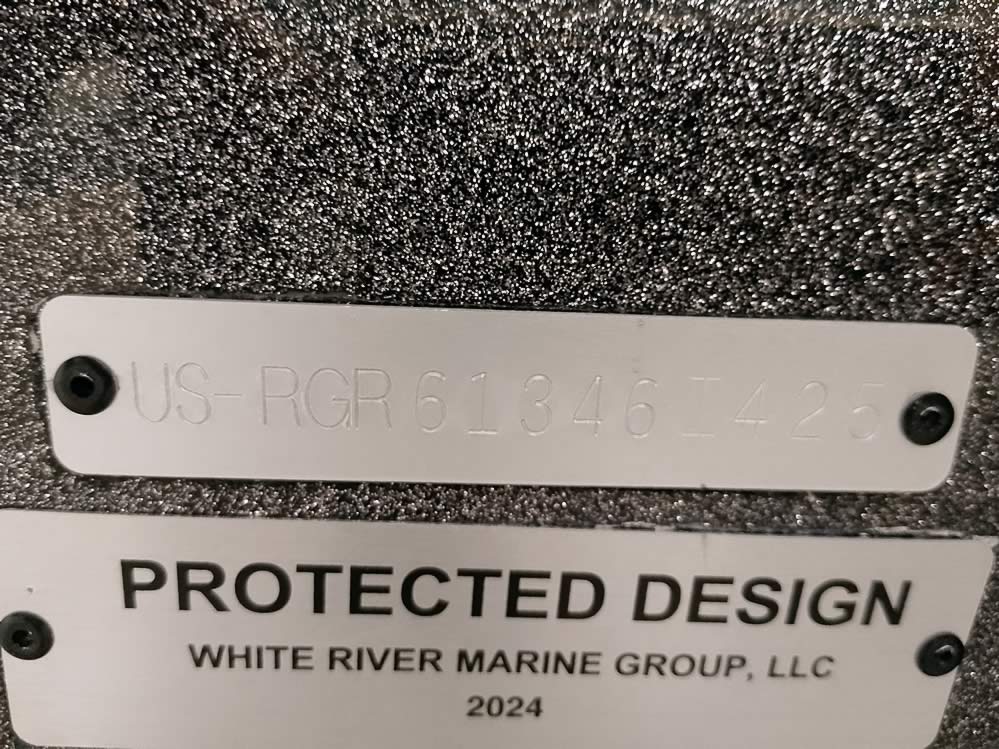 US-RGR61346I425
PROTECTED DESIGN
WHITE RIVER MARINE GROUP, LLC
2024